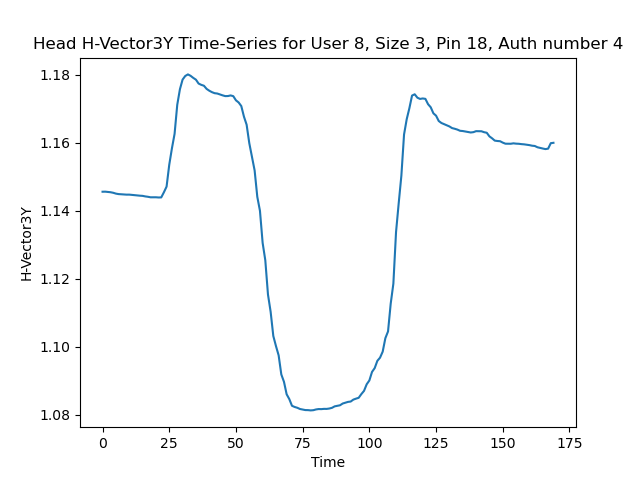 Head H-Vector3Y Time-Series for User 8, Size 3, Pin 18, Auth number 4
1.18
1.16
1.14
1.12
1.10
1.08
H-Vector3Y
0 25 50 75 100 125 150 175
Time